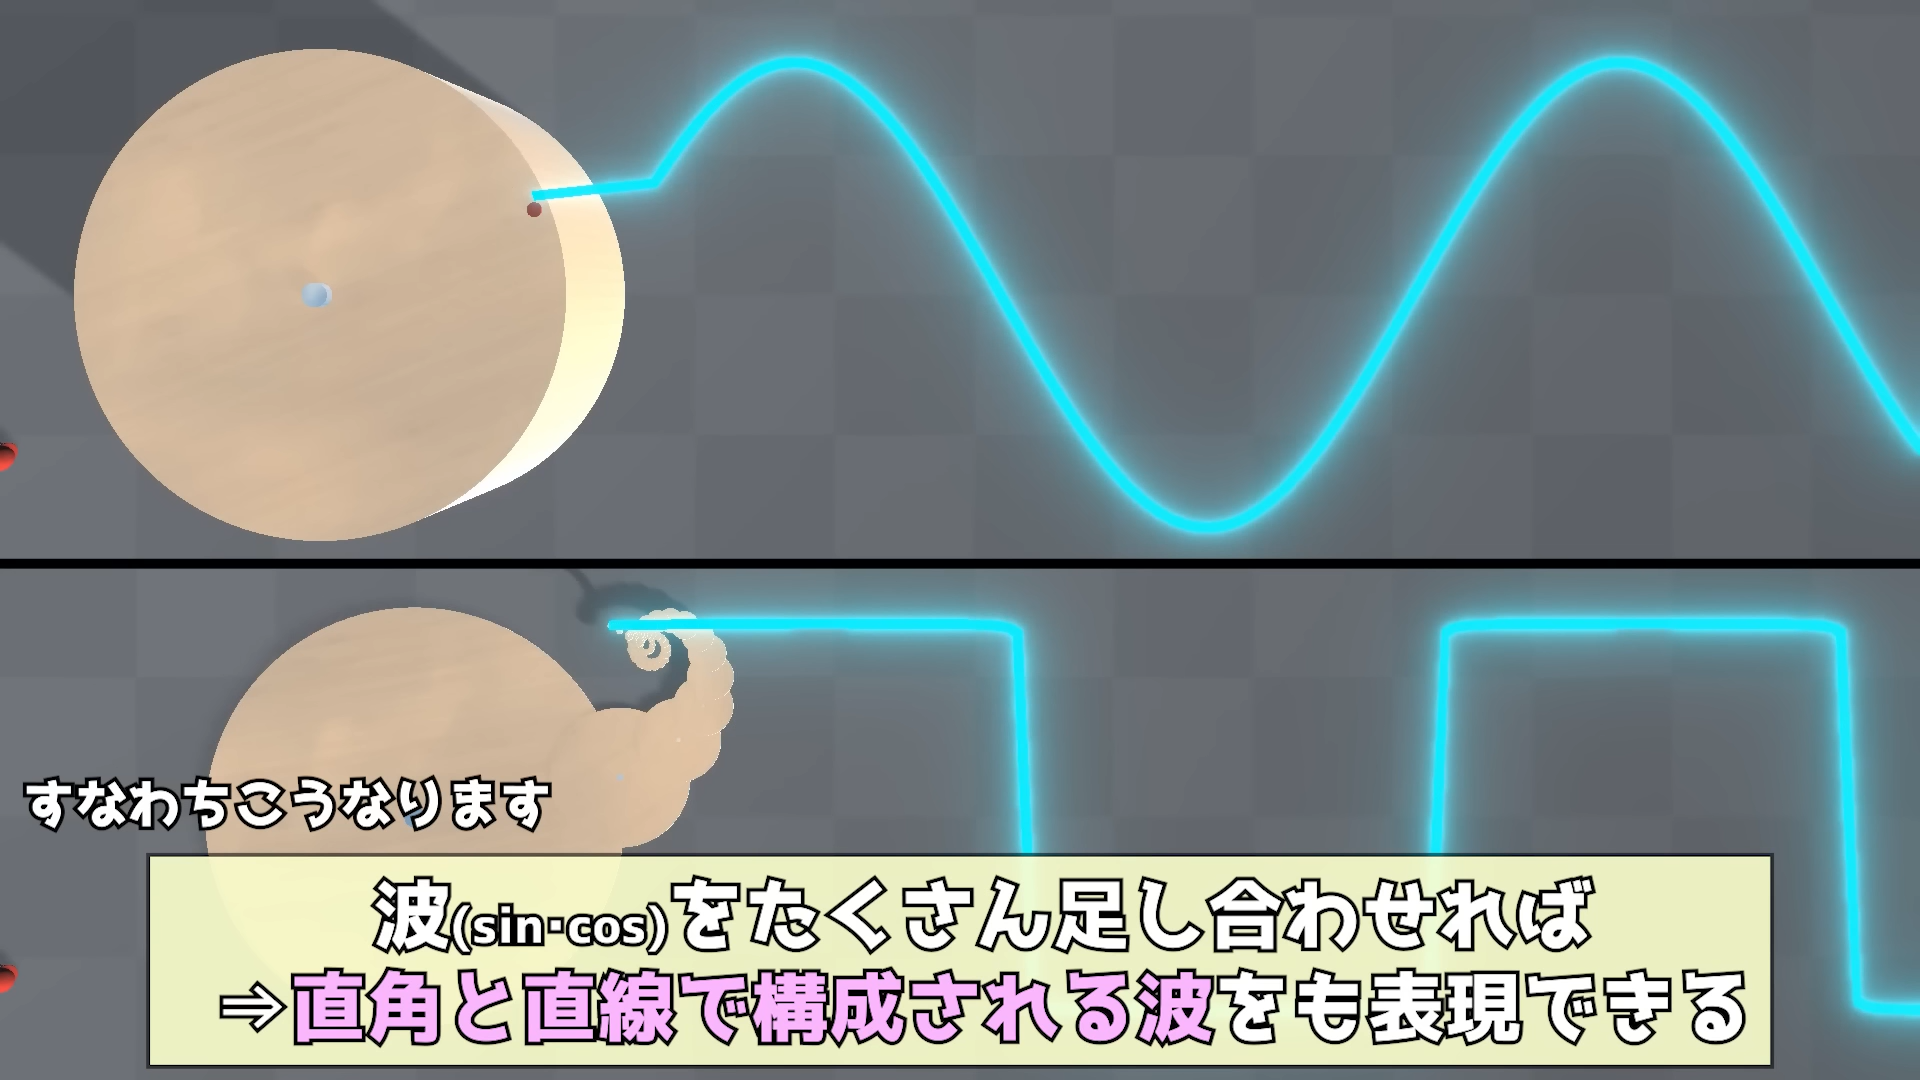 すなわちこうなります
波(sin·cos)をたくさん足し合わせれば
⇒直角と直線で構成される波をも表現できる